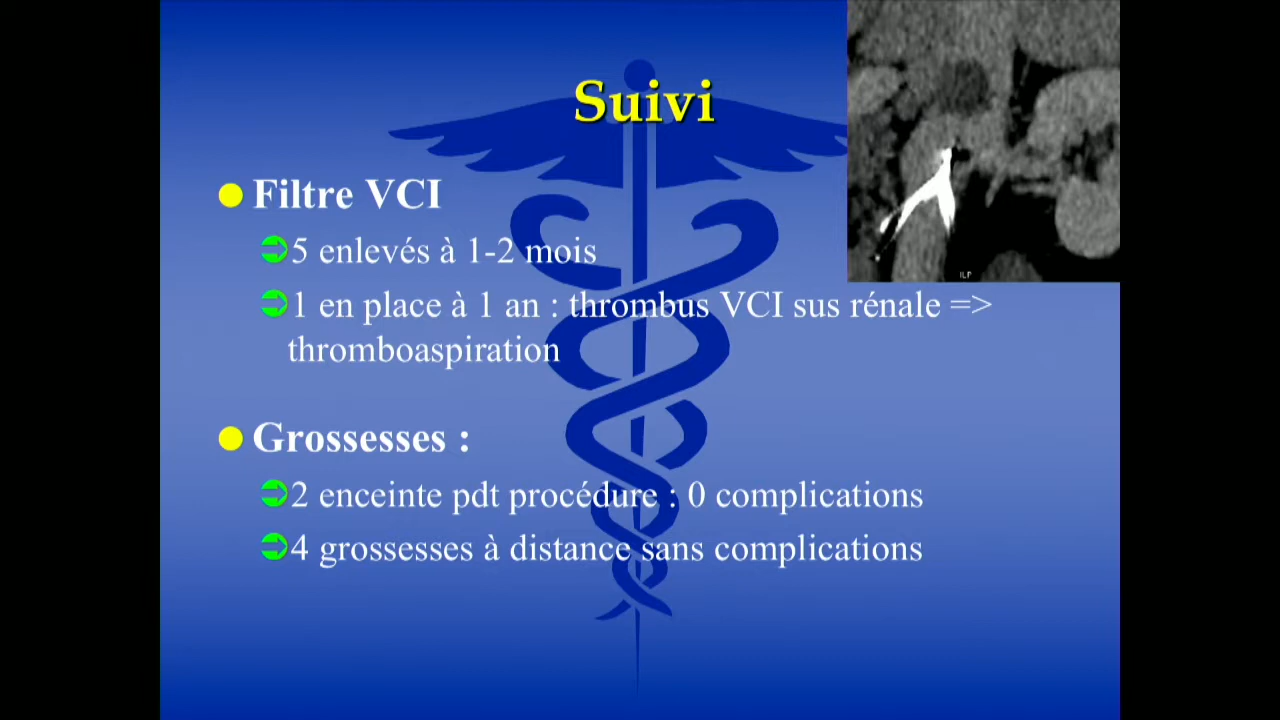 Suivi
Filtre VCI
5 enlevés à 1-2 mois
1 en place à 1 an : thrombus VCI sus rénale =>
thromboaspiration
Grossesses :
2 enceinte pdt procédure : 0 complications
4 grossesses à distance sans complications